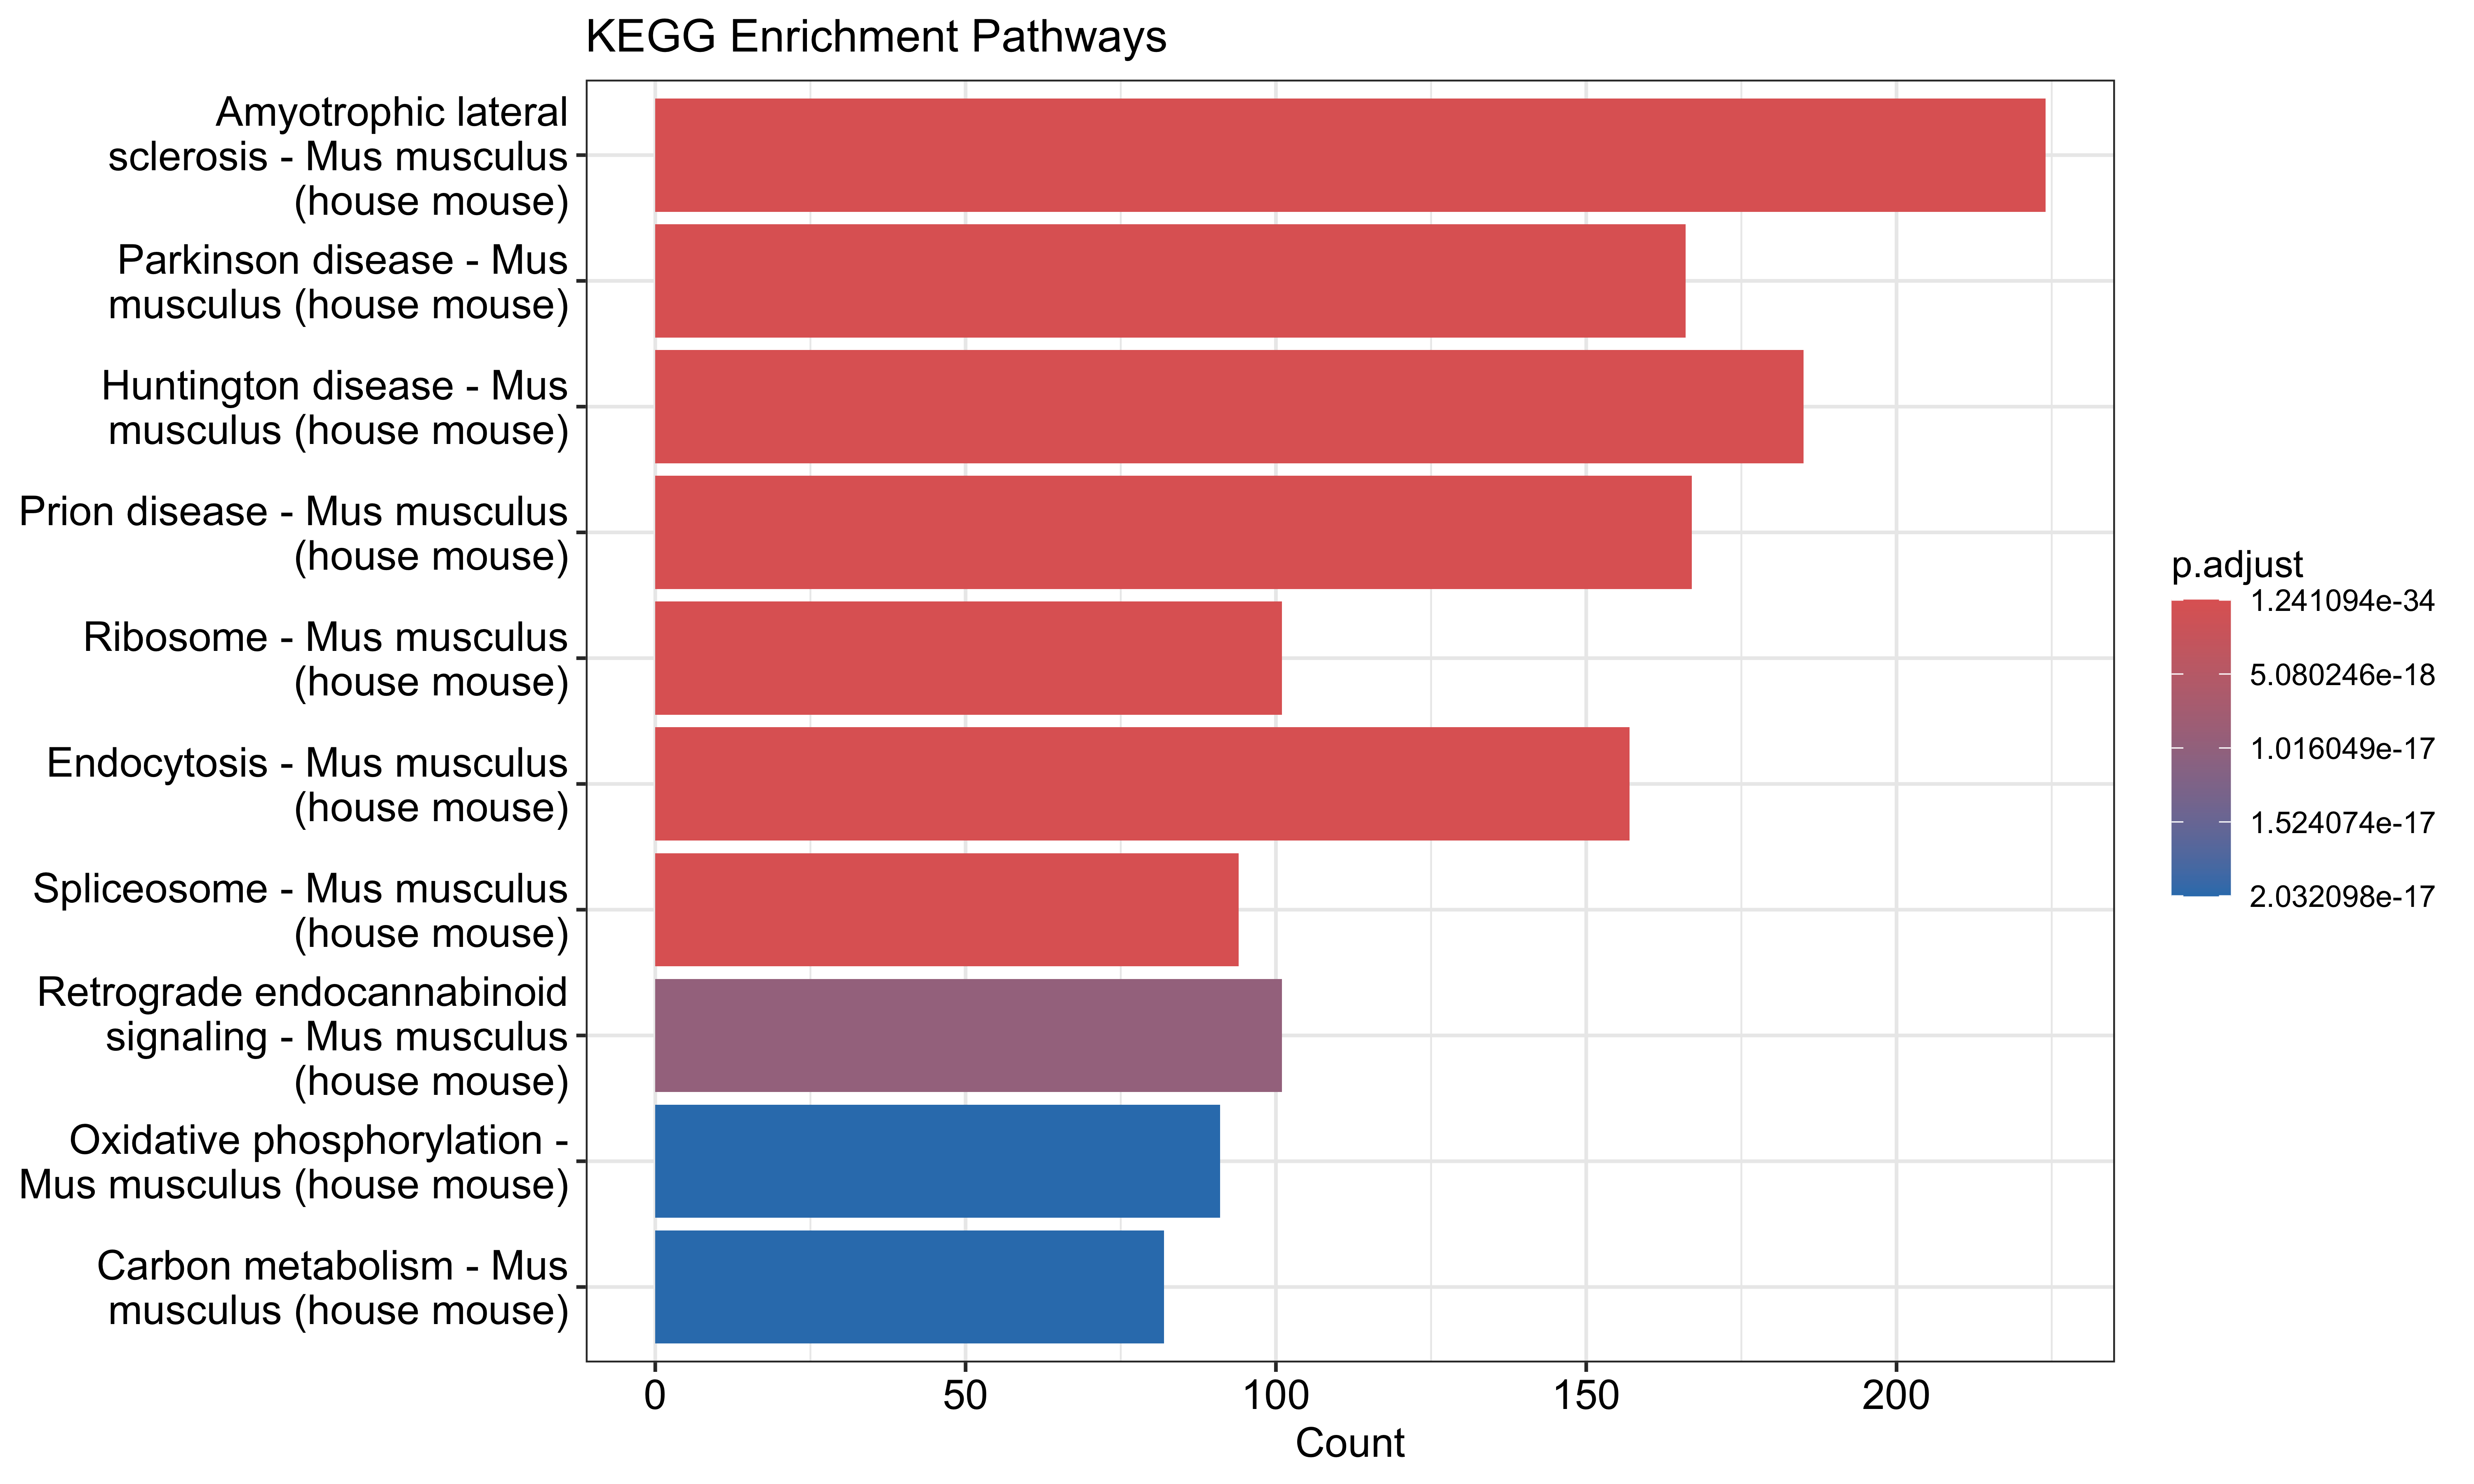 KEGG Enrichment Pathways
Amyotrophic lateral
sclerosis - Mus musculus
(house mouse)
Parkinson disease - Mus
musculus (house mouse)
Huntington disease - Mus
musculus (house mouse)
Prion disease - Mus musculus
(house mouse)
Ribosome - Mus musculus
(house mouse)
Endocytosis - Mus musculus
(house mouse)
Spliceosome - Mus musculus
(house mouse)
Retrograde endocannabinoid
signaling - Mus musculus
(house mouse)
Oxidative phosphorylation -
Mus musculus (house mouse)
Carbon metabolism - Mus
musculus (house mouse)
0 50 100 150 200
Count
p.adjust
1.241094e-34
5.080246e-18
1.016049e-17
1.524074e-17
2.032098e-17